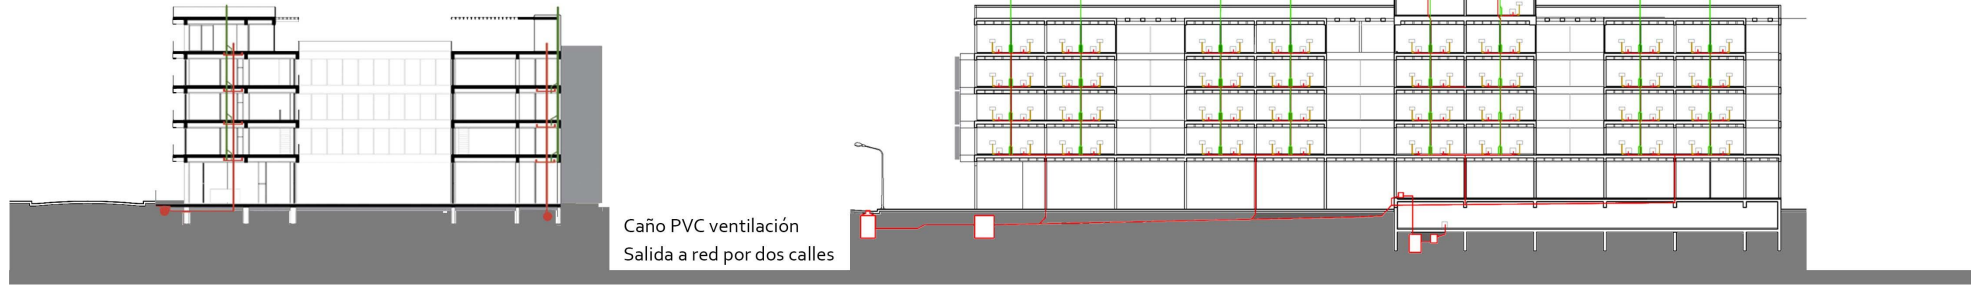 Caño PVC ventilación
Salida a red por dos calles